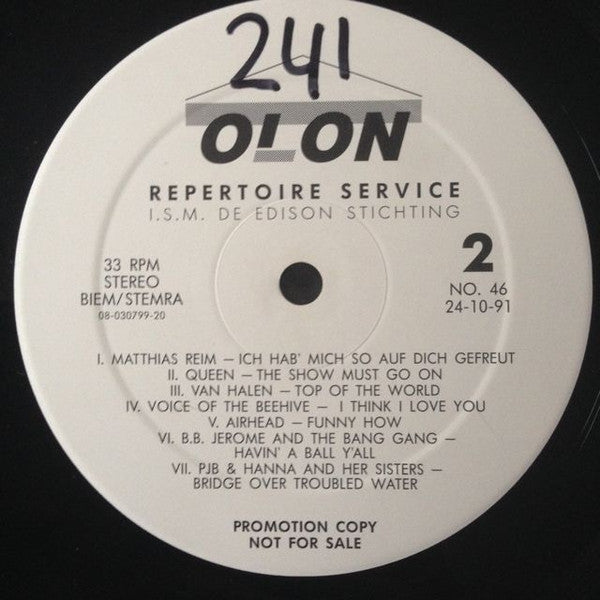 241
OLON
REPERTOIRE SERVICE
I.S.M. DE EDISON STICHTING
33 RPM
STEREO
BIEM/STEMRA
08-030799-20
2
NO. 46
24-10-91
I. MATTHIAS REIM – ICH HAB' MICH SO AUF DICH GEFREUT
II. QUEEN – THE SHOW MUST GO ON
III. VAN HALEN – TOP OF THE WORLD
IV. VOICE OF THE BEEHIVE – I THINK I LOVE YOU
V. AIRHEAD – FUNNY HOW
VI. B.B. JEROME AND THE BANG GANG –
HAVIN' A BALL Y'ALL
VII. PJB & HANNA AND HER SISTERS –
BRIDGE OVER TROUBLED WATER
PROMOTION COPY
NOT FOR SALE